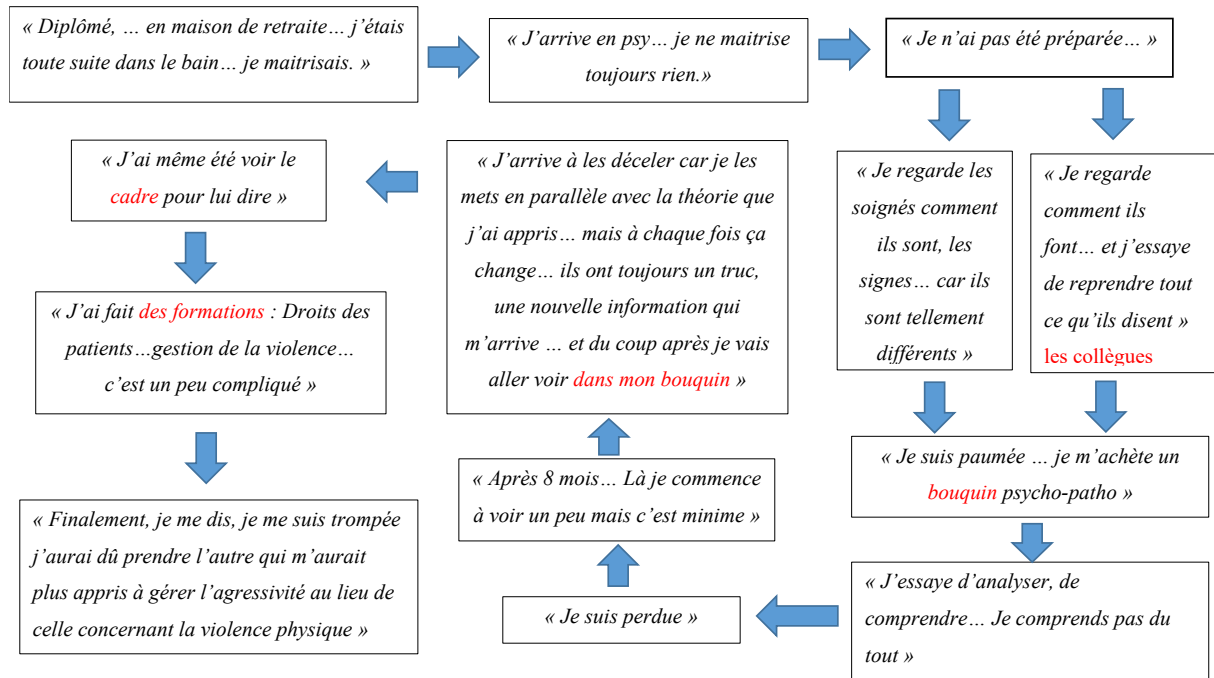 « Diplômé, … en maison de retraite… j’étais
toute suite dans le bain… je maitrisais. »
« J’arrive en psy… je ne maitrise
toujours rien.»
« Je n’ai pas été préparée… »
« Je regarde les
soignés comment
ils sont, les
signes… car ils
sont tellement
différents »
« Je regarde
comment ils
font… et j’essaye
de reprendre tout
ce qu’ils disent »
les collègues
« Je suis paumée … je m’achète un
bouquin psycho-patho »
« J’essaye d’analyser, de
comprendre… Je comprends pas du
tout »
« Je suis perdue »
« Après 8 mois… Là je commence
à voir un peu mais c’est minime »
« J’arrive à les déceler car je les
mets en parallèle avec la théorie que
j’ai appris… mais à chaque fois ça
change… ils ont toujours un truc,
une nouvelle information qui
m’arrive … et du coup après je vais
aller voir dans mon bouquin »
« J’ai même été voir le
cadre pour lui dire »
« J’ai fait des formations : Droits des
patients…gestion de la violence…
c’est un peu compliqué »
« Finalement, je me dis, je me suis trompée
j’aurai dû prendre l’autre qui m’aurait
plus appris à gérer l’agressivité au lieu de
celle concernant la violence physique »